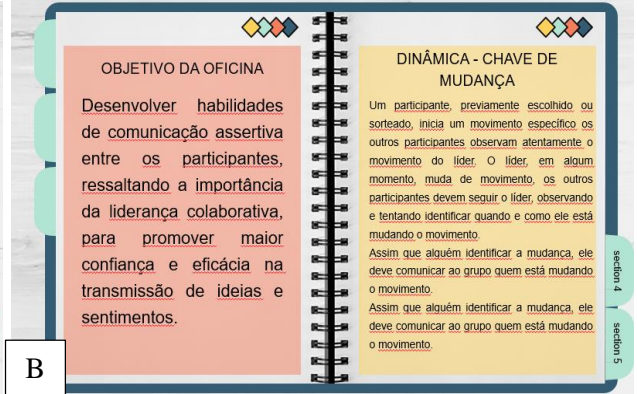 OBJETIVO DA OFICINA
Desenvolver habilidades
de comunicação assertiva
entre os participantes,
ressaltando a importância
da liderança colaborativa,
para promover maior
confiança e eficácia na
transmissão de ideias e
sentimentos.
B
DINÂMICA - CHAVE DE
MUDANÇA
Um participante, previamente escolhido ou
sorteado, inicia um movimento específico os
outros participantes observam atentamente o
movimento do líder. O líder, em algum
momento, muda de movimento, os outros
participantes devem seguir o líder, observando
e tentando identificar quando e como ele está
mudando o movimento.
Assim que alguém identificar a mudança, ele
deve comunicar ao grupo quem está mudando
o movimento.
Assim que alguém identificar a mudança, ele
deve comunicar ao grupo quem está mudando
o movimento.
section 4
section 5